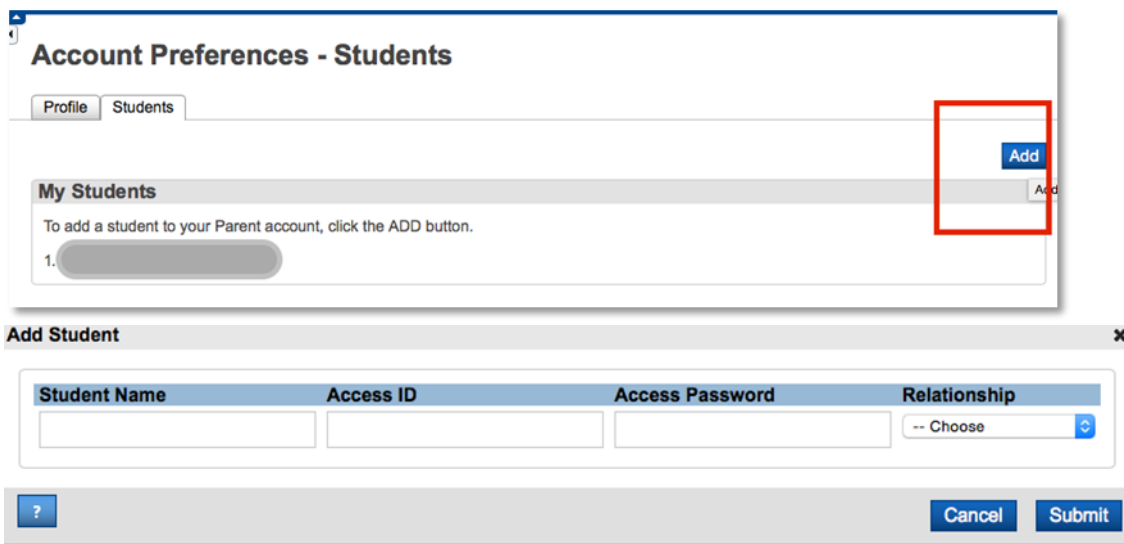 Account Preferences - Students
Profile Students
Add
My Students
To add a student to your Parent account, click the ADD button.
1.
Add Student
Student Name Access ID Access Password Relationship
-- Choose
?
Cancel Submit